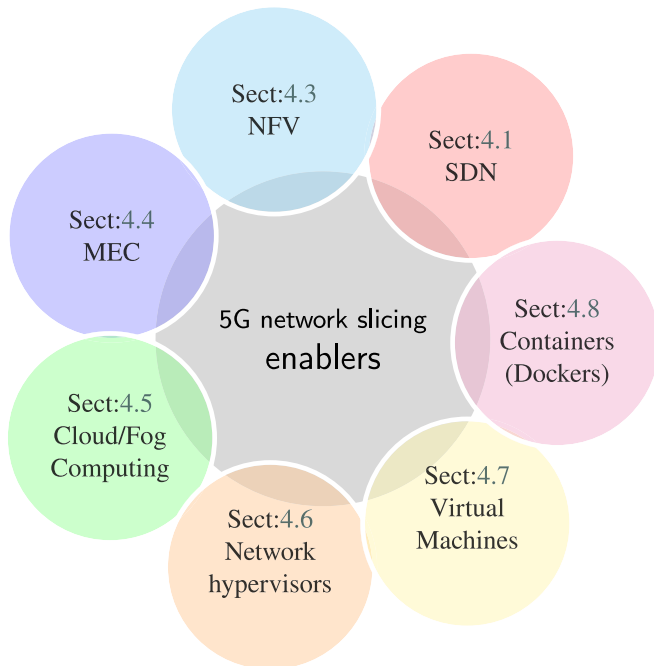 Sect:4.3
NFV
Sect:4.1
SDN
Sect:4.4
MEC
5G network slicing
enablers
Sect:4.8
Containers
(Dockers)
Sect:4.5
Cloud/Fog
Computing
Sect:4.7
Virtual
Machines
Sect:4.6
Network
hypervisors